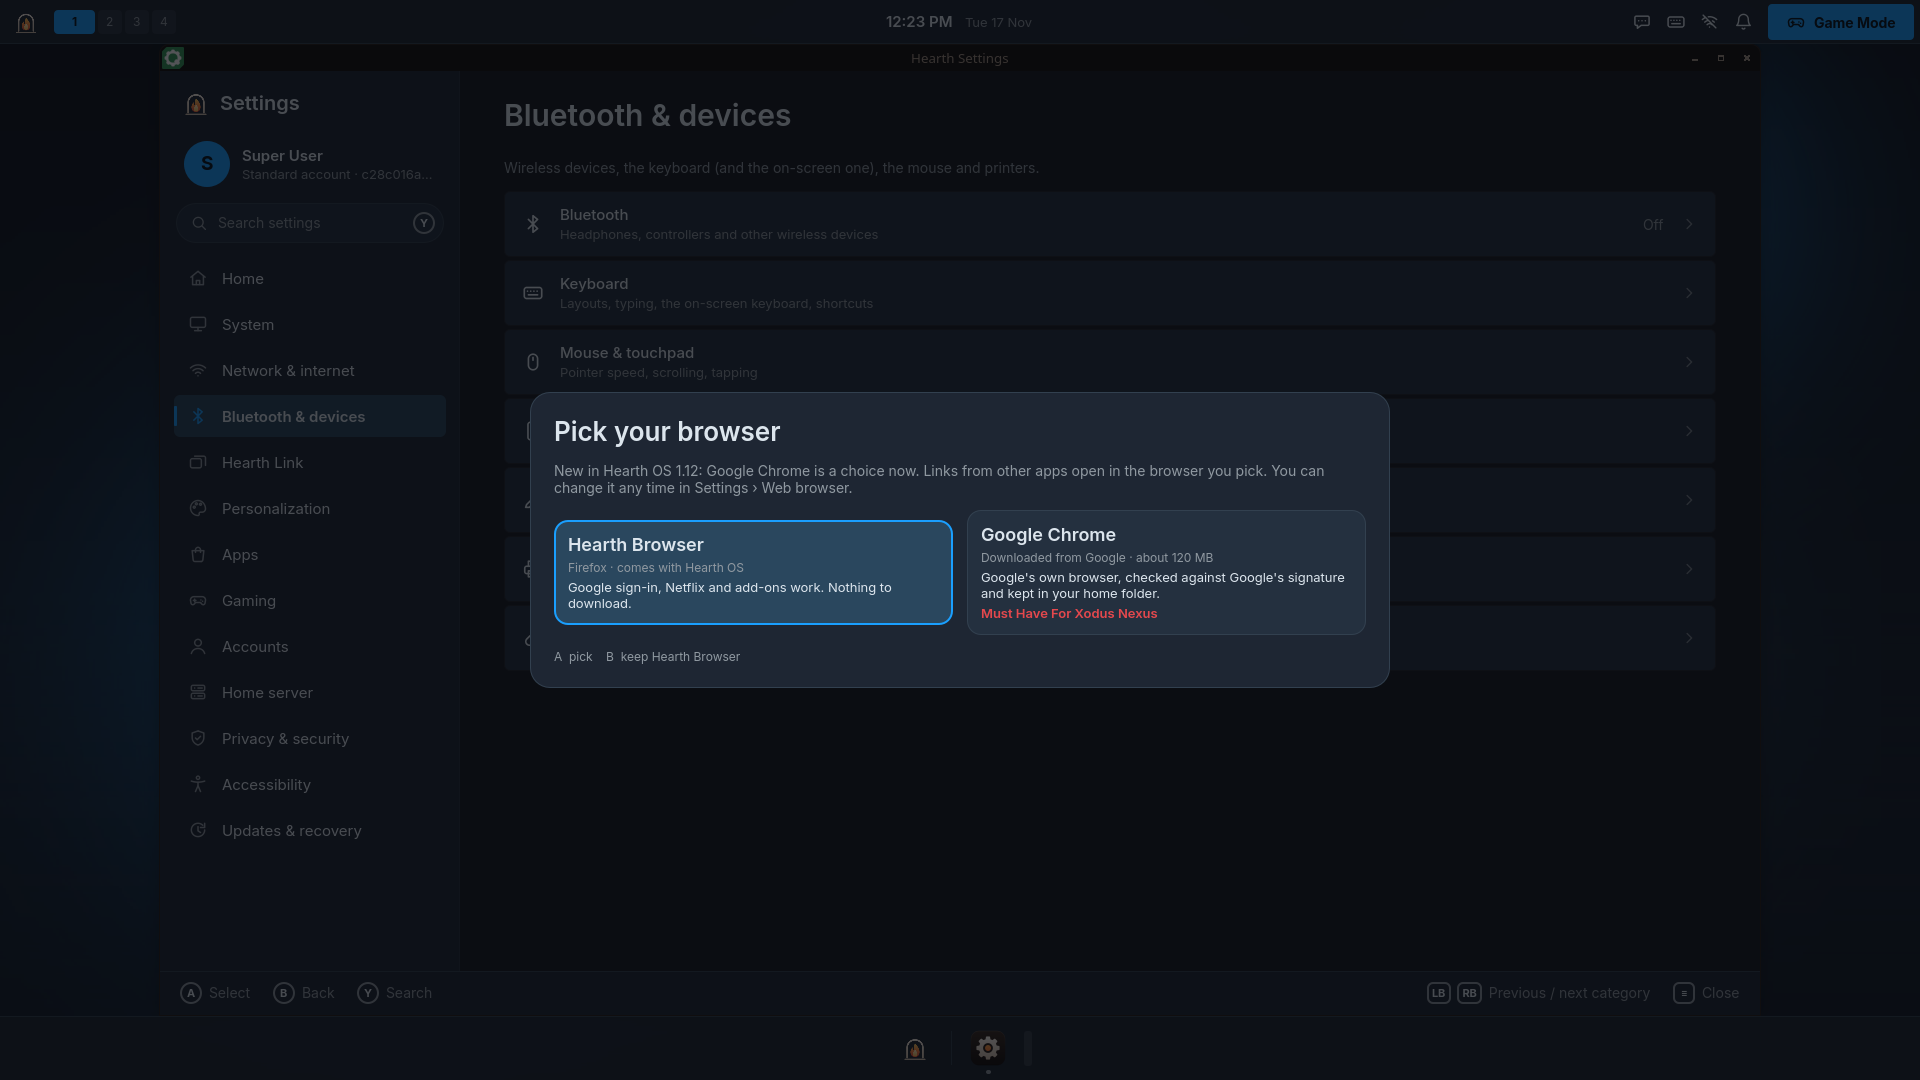 1 2 3 4
12:23 PM Tue 17 Nov
Game Mode
Hearth Settings
Settings
S
Super User
Standard account · c28c016a...
Search settings
Y
Home
System
Network & internet
Bluetooth & devices
Hearth Link
Personalization
Apps
Gaming
Accounts
Home server
Privacy & security
Accessibility
Updates & recovery
Bluetooth & devices
Wireless devices, the keyboard (and the on-screen one), the mouse and printers.
Bluetooth
Headphones, controllers and other wireless devices
Off
Keyboard
Layouts, typing, the on-screen keyboard, shortcuts
Mouse & touchpad
Pointer speed, scrolling, tapping
Pick your browser
New in Hearth OS 1.12: Google Chrome is a choice now. Links from other apps open in the browser you pick. You can
change it any time in Settings › Web browser.
Hearth Browser
Firefox · comes with Hearth OS
Google sign-in, Netflix and add-ons work. Nothing to
download.
Google Chrome
Downloaded from Google · about 120 MB
Google's own browser, checked against Google's signature
and kept in your home folder.
Must Have For Xodus Nexus
A pick B keep Hearth Browser
A Select B Back Y Search
LB RB Previous / next category ≡ Close